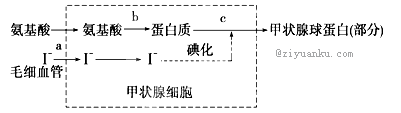 c
b
氨基酸 氨基酸 蛋白质 甲状腺球蛋白(部分)
a
I⁻ I⁻ I⁻ 碘化
毛细血管
@ziyuanku.com
甲状腺细胞